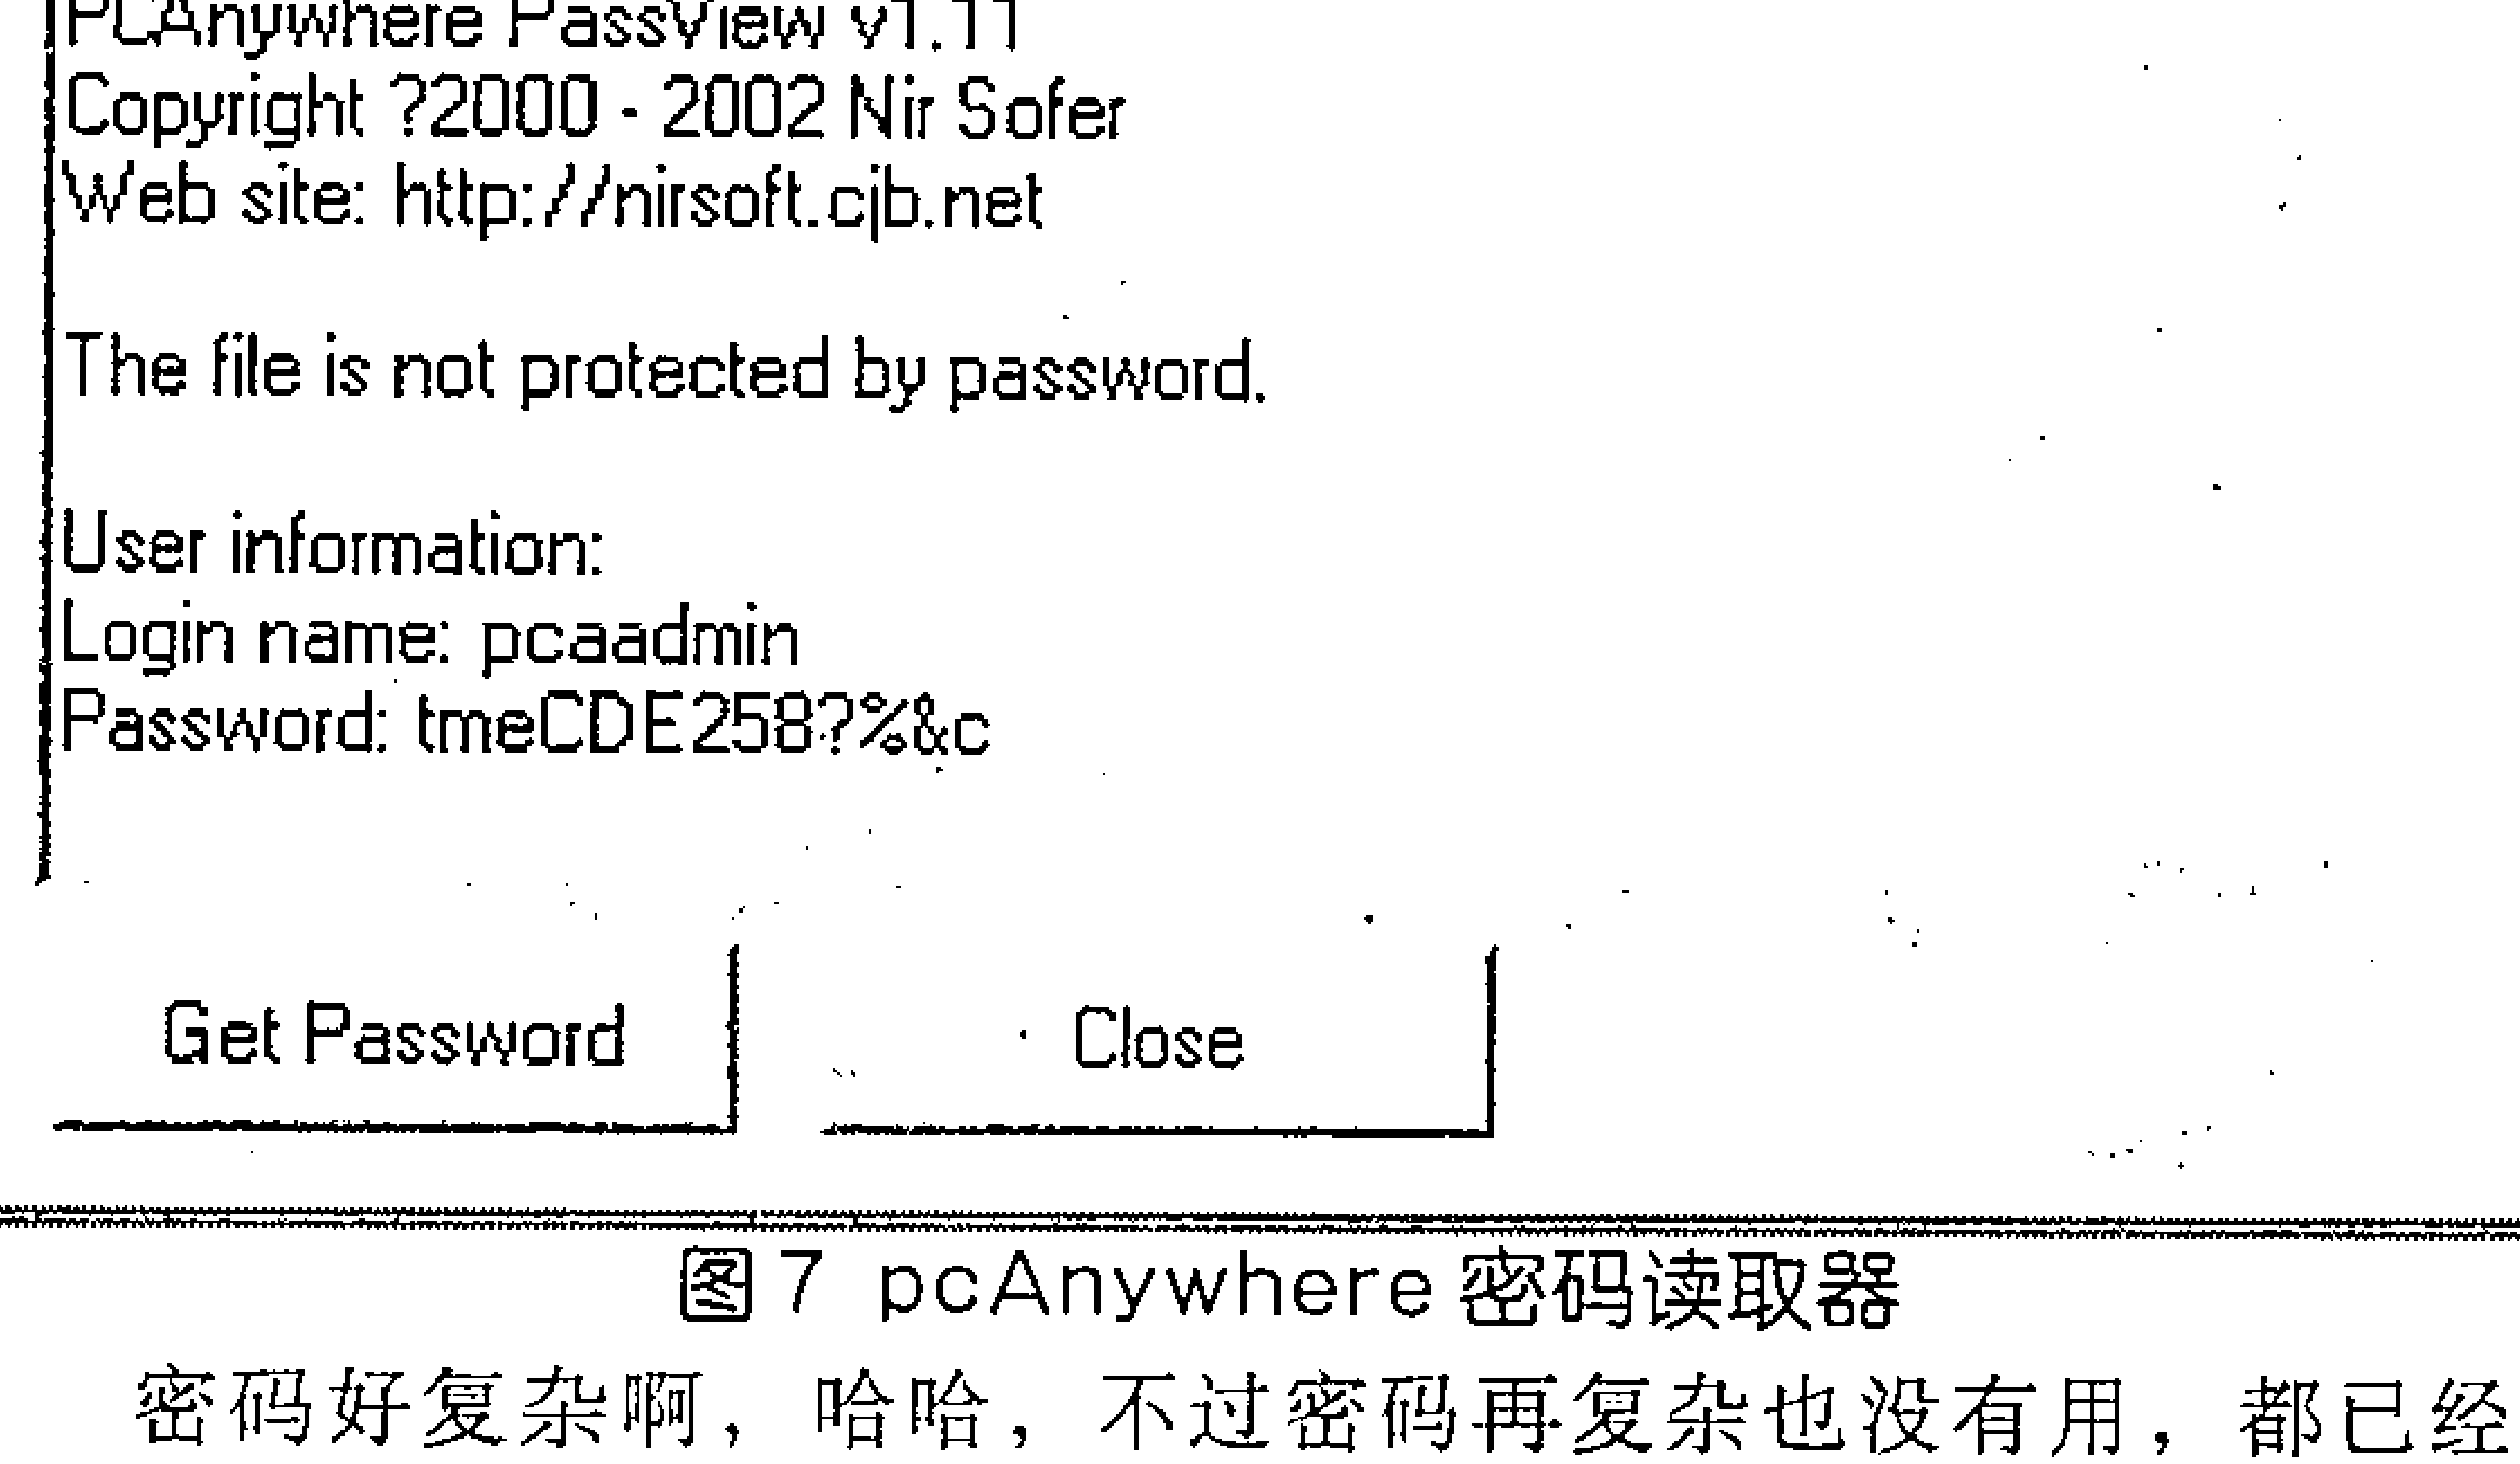 PCAnywhere PassView v1.11
Copyright ?2000 - 2002 Nir Sofer
Web site: http://nirsoft.cjb.net
The file is not protected by password.
User information:
Login name: pcaadmin
Password: tmeCDE258?%&c
Get Password
Close
图7 pcAnywhere密码读取器
密码好复杂啊，哈哈，不过密码再复杂也没有用，都已经